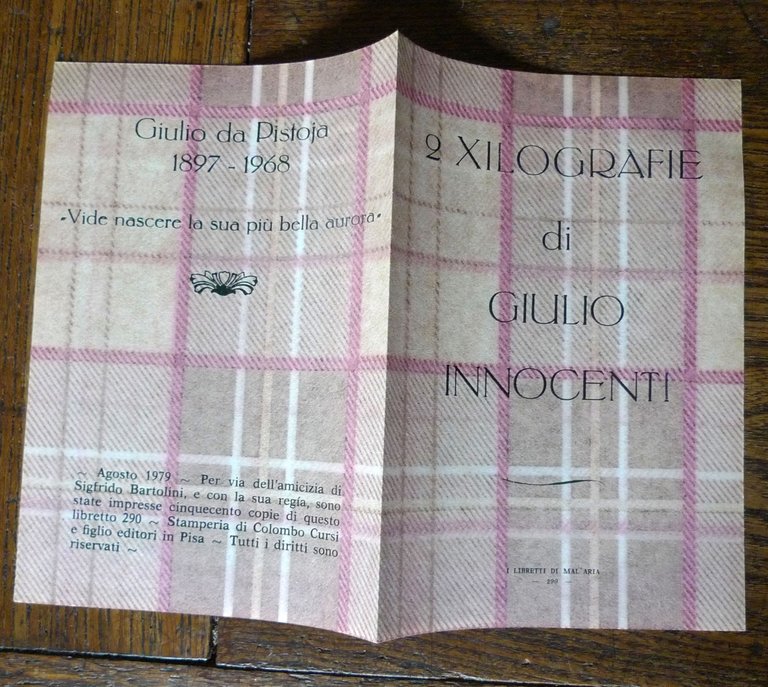 Giulio da Pistoja
1897 - 1968
-Vide nascere la sua più bella aurora-
~ Agosto 1979 ~ Per via dell'amicizia di
Sigfrido Bartolini, e con la sua regía, sono
state impresse cinquecento copie di questo
libretto 290 ~ Stamperia di Colombo Cursi
e figlio editori in Pisa ~ Tutti i diritti sono
riservati ~
2 XILOGRAFIE
di
GIULIO
INNOCENTI
I LIBRETTI DI MAL'ARIA
— 290 —